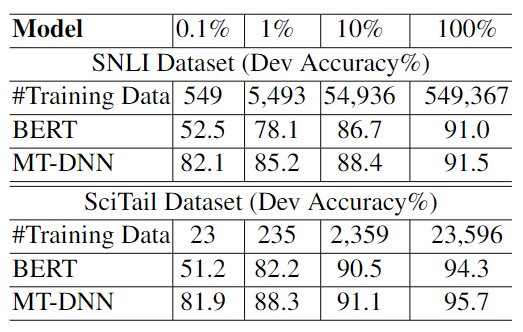 Model 0.1% 1% 10% 100%
SNLI Dataset (Dev Accuracy%)
#Training Data 549 5,493 54,936 549,367
BERT 52.5 78.1 86.7 91.0
MT-DNN 82.1 85.2 88.4 91.5
SciTail Dataset (Dev Accuracy%)
#Training Data 23 235 2,359 23,596
BERT 51.2 82.2 90.5 94.3
MT-DNN 81.9 88.3 91.1 95.7